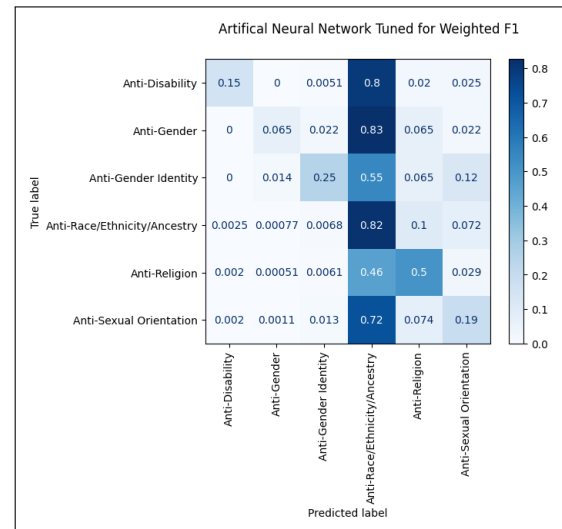 Artifical Neural Network Tuned for Weighted F1
Anti-Disability 0.15 0 0.0051 0.8 0.02 0.025
Anti-Gender 0 0.065 0.022 0.83 0.065 0.022
Anti-Gender Identity 0 0.014 0.25 0.55 0.065 0.12
Anti-Race/Ethnicity/Ancestry 0.0025 0.00077 0.0068 0.82 0.1 0.072
Anti-Religion 0.002 0.00051 0.0061 0.46 0.5 0.029
Anti-Sexual Orientation 0.002 0.0011 0.013 0.72 0.074 0.19
True label
Anti-Disability
Anti-Gender
Anti-Gender Identity
Anti-Race/Ethnicity/Ancestry
Anti-Religion
Anti-Sexual Orientation
Predicted label
0.8
0.7
0.6
0.5
0.4
0.3
0.2
0.1
0.0